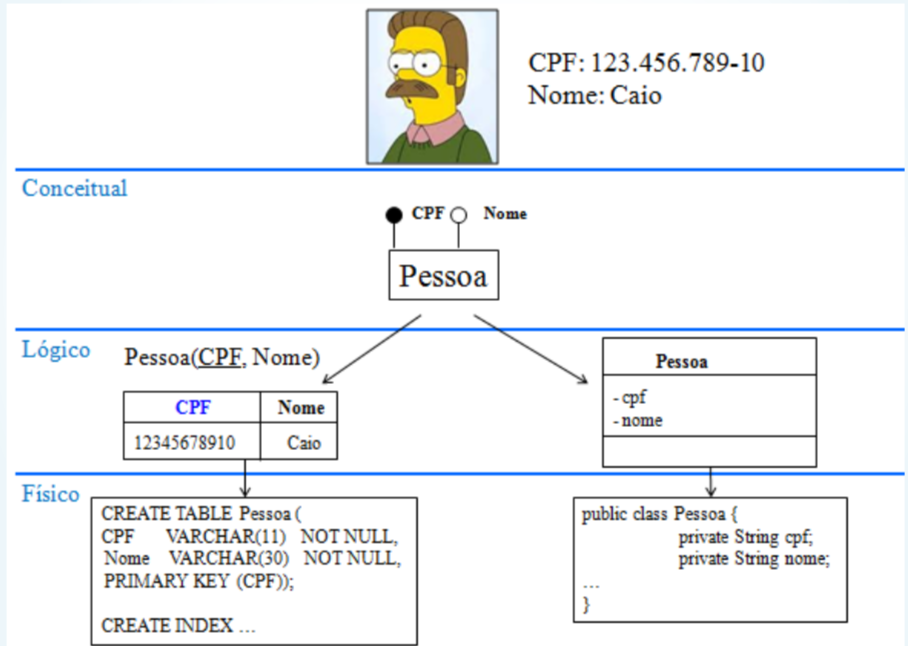 CPF: 123.456.789-10
Nome: Caio
Conceitual
CPF Nome
Pessoa
Lógico
Pessoa(CPF, Nome)
CPF Nome
12345678910 Caio
Pessoa
- cpf
- nome
Físico
CREATE TABLE Pessoa (
CPF VARCHAR(11) NOT NULL,
Nome VARCHAR(30) NOT NULL,
PRIMARY KEY (CPF));
CREATE INDEX ...
public class Pessoa {
private String cpf;
private String nome;
...
}